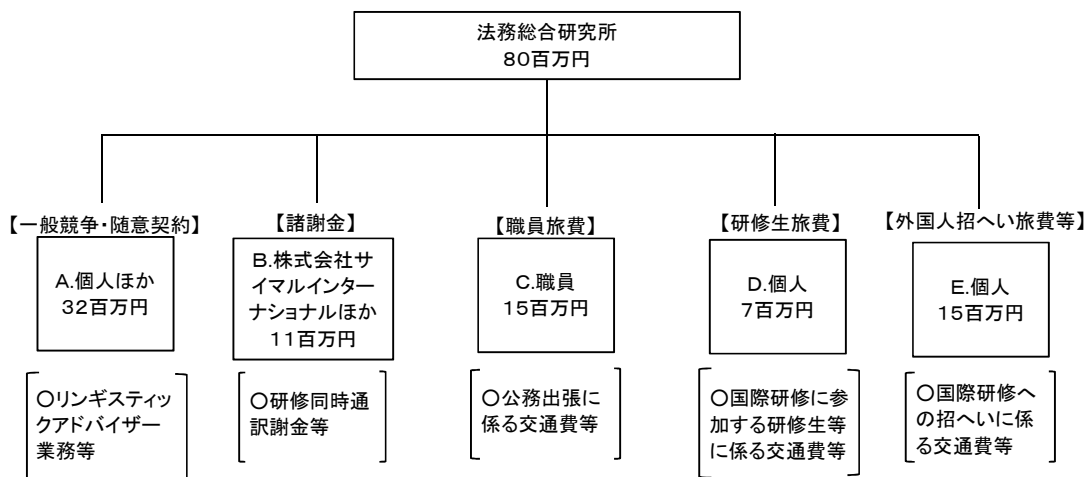 法務総合研究所
80百万円
【一般競争・随意契約】
A.個人ほか
32百万円
〇リンギスティッ
クアドバイザー
業務等
【諸謝金】
B.株式会社サ
イマルインター
ナショナルほか
11百万円
〇研修同時通
訳謝金等
【職員旅費】
C.職員
15百万円
〇公務出張に
係る交通費等
【研修生旅費】
D.個人
7百万円
〇国際研修に参
加する研修生等
に係る交通費等
【外国人招へい旅費等】
E.個人
15百万円
〇国際研修へ
の招へいに係
る交通費等